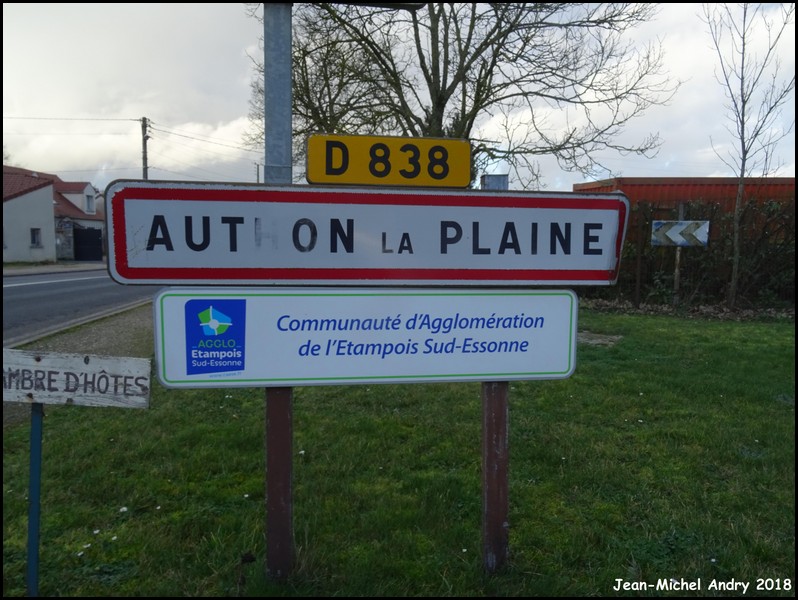 D 838
AUTHON LA PLAINE
AGGLO
Etampois
Sud-Essonne
Communauté d'Agglomération
de l'Etampois Sud-Essonne
AMBRE D'HÔTES
Jean-Michel Andry 2018